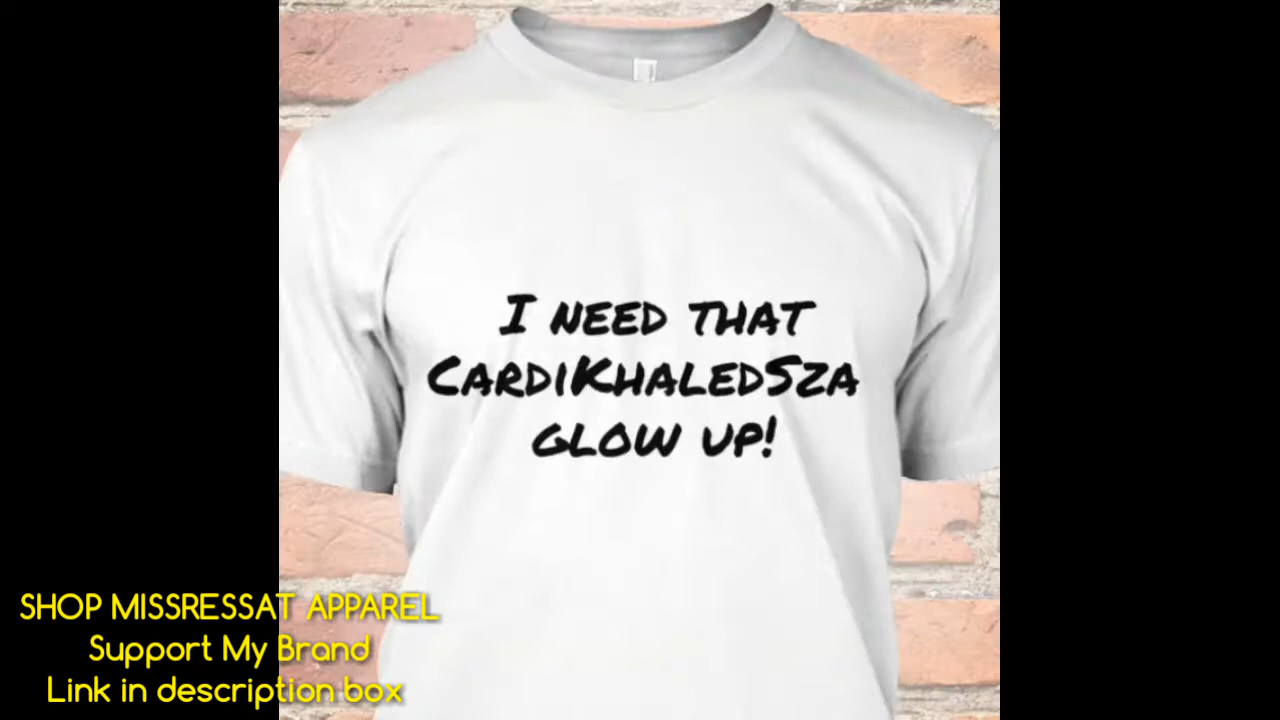 I NEED THAT
CARDIKHALEDSZA
GLOW UP!
SHOP MISSRESSAT APPAREL
Support My Brand
Link in description box